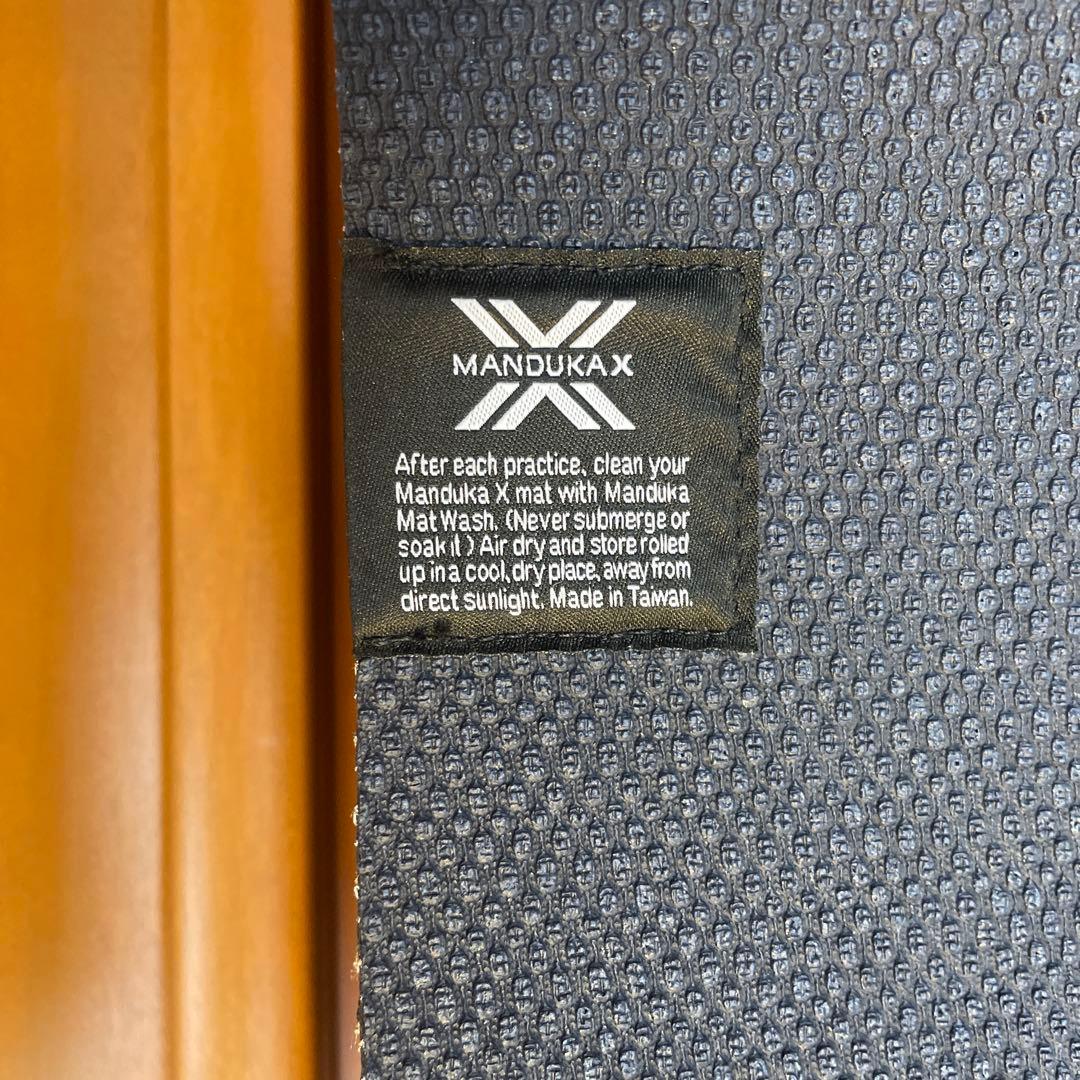 MANDUKAX
After each practice, clean your
Manduka X mat with Manduka
Mat Wash. (Never submerge or
soak it.) Air dry and store rolled
up in a cool, dry place, away from
direct sunlight. Made in Taiwan.